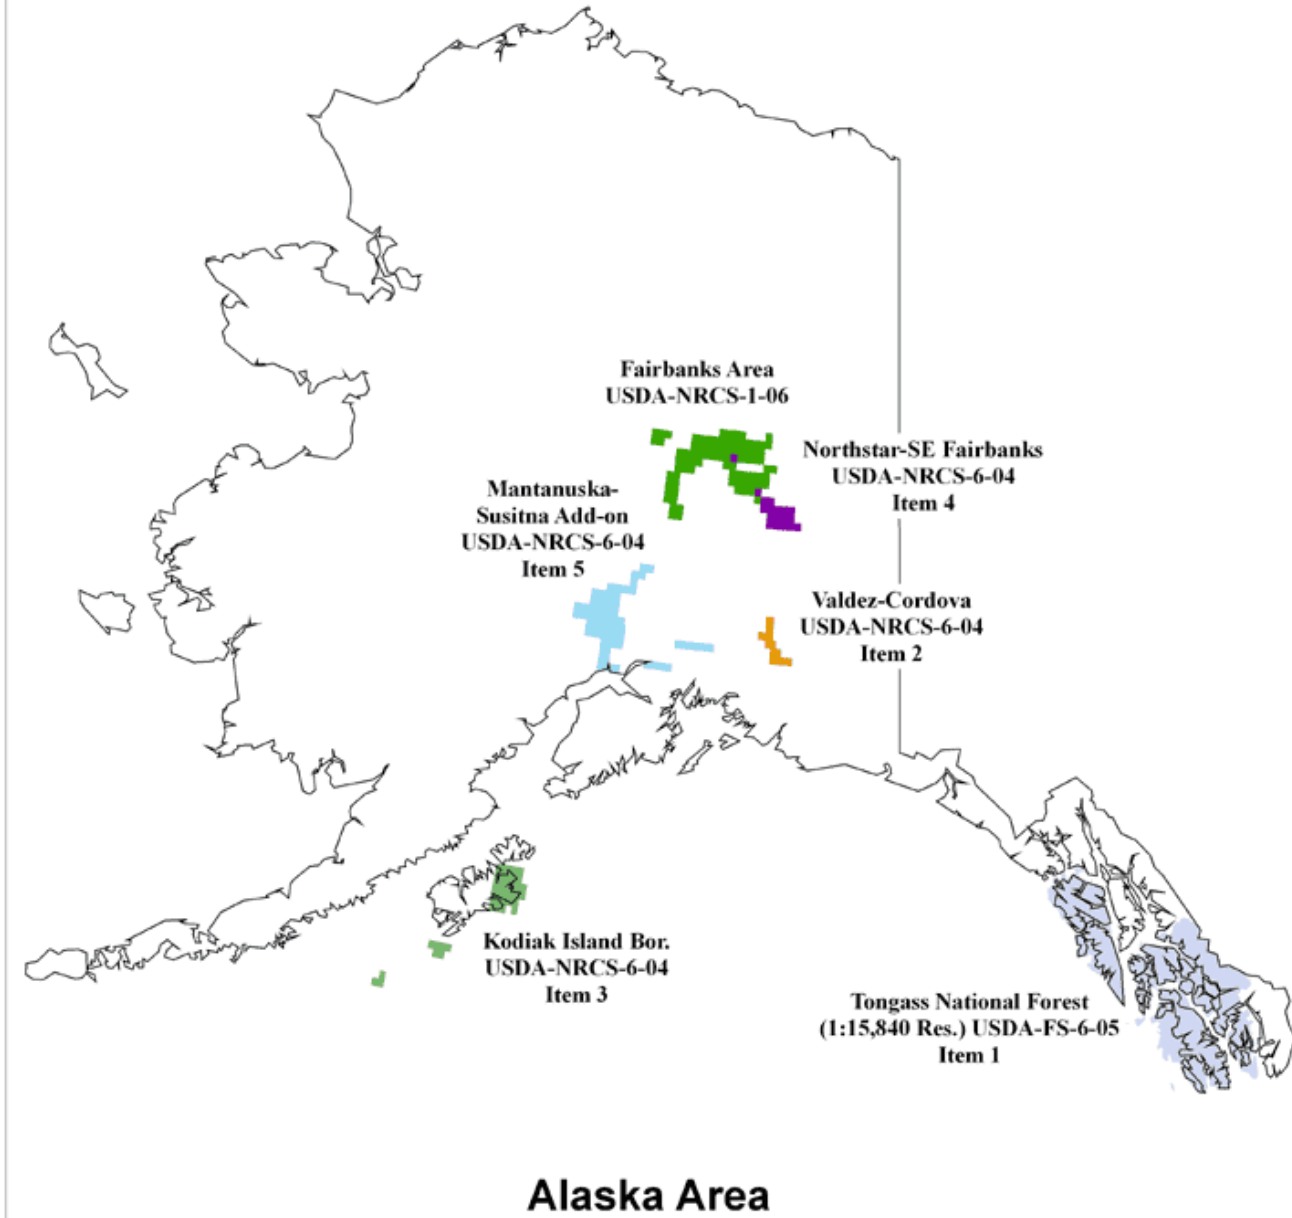 Fairbanks Area
USDA-NRCS-1-06
Northstar-SE Fairbanks
USDA-NRCS-6-04
Item 4
Mantanuska-
Susitna Add-on
USDA-NRCS-6-04
Item 5
Valdez-Cordova
USDA-NRCS-6-04
Item 2
Kodiak Island Bor.
USDA-NRCS-6-04
Item 3
Tongass National Forest
(1:15,840 Res.) USDA-FS-6-05
Item 1
Alaska Area